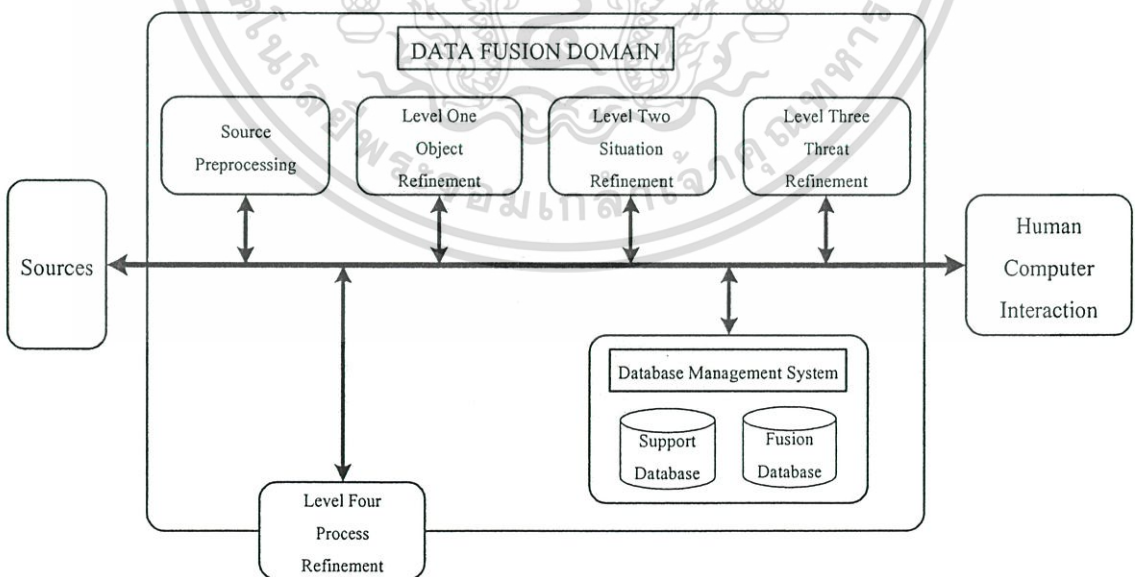 DATA FUSION DOMAIN
Source
Preprocessing
Level One
Object
Refinement
Level Two
Situation
Refinement
Level Three
Threat
Refinement
Sources
Human
Computer
Interaction
Database Management System
Support
Database
Fusion
Database
Level Four
Process
Refinement